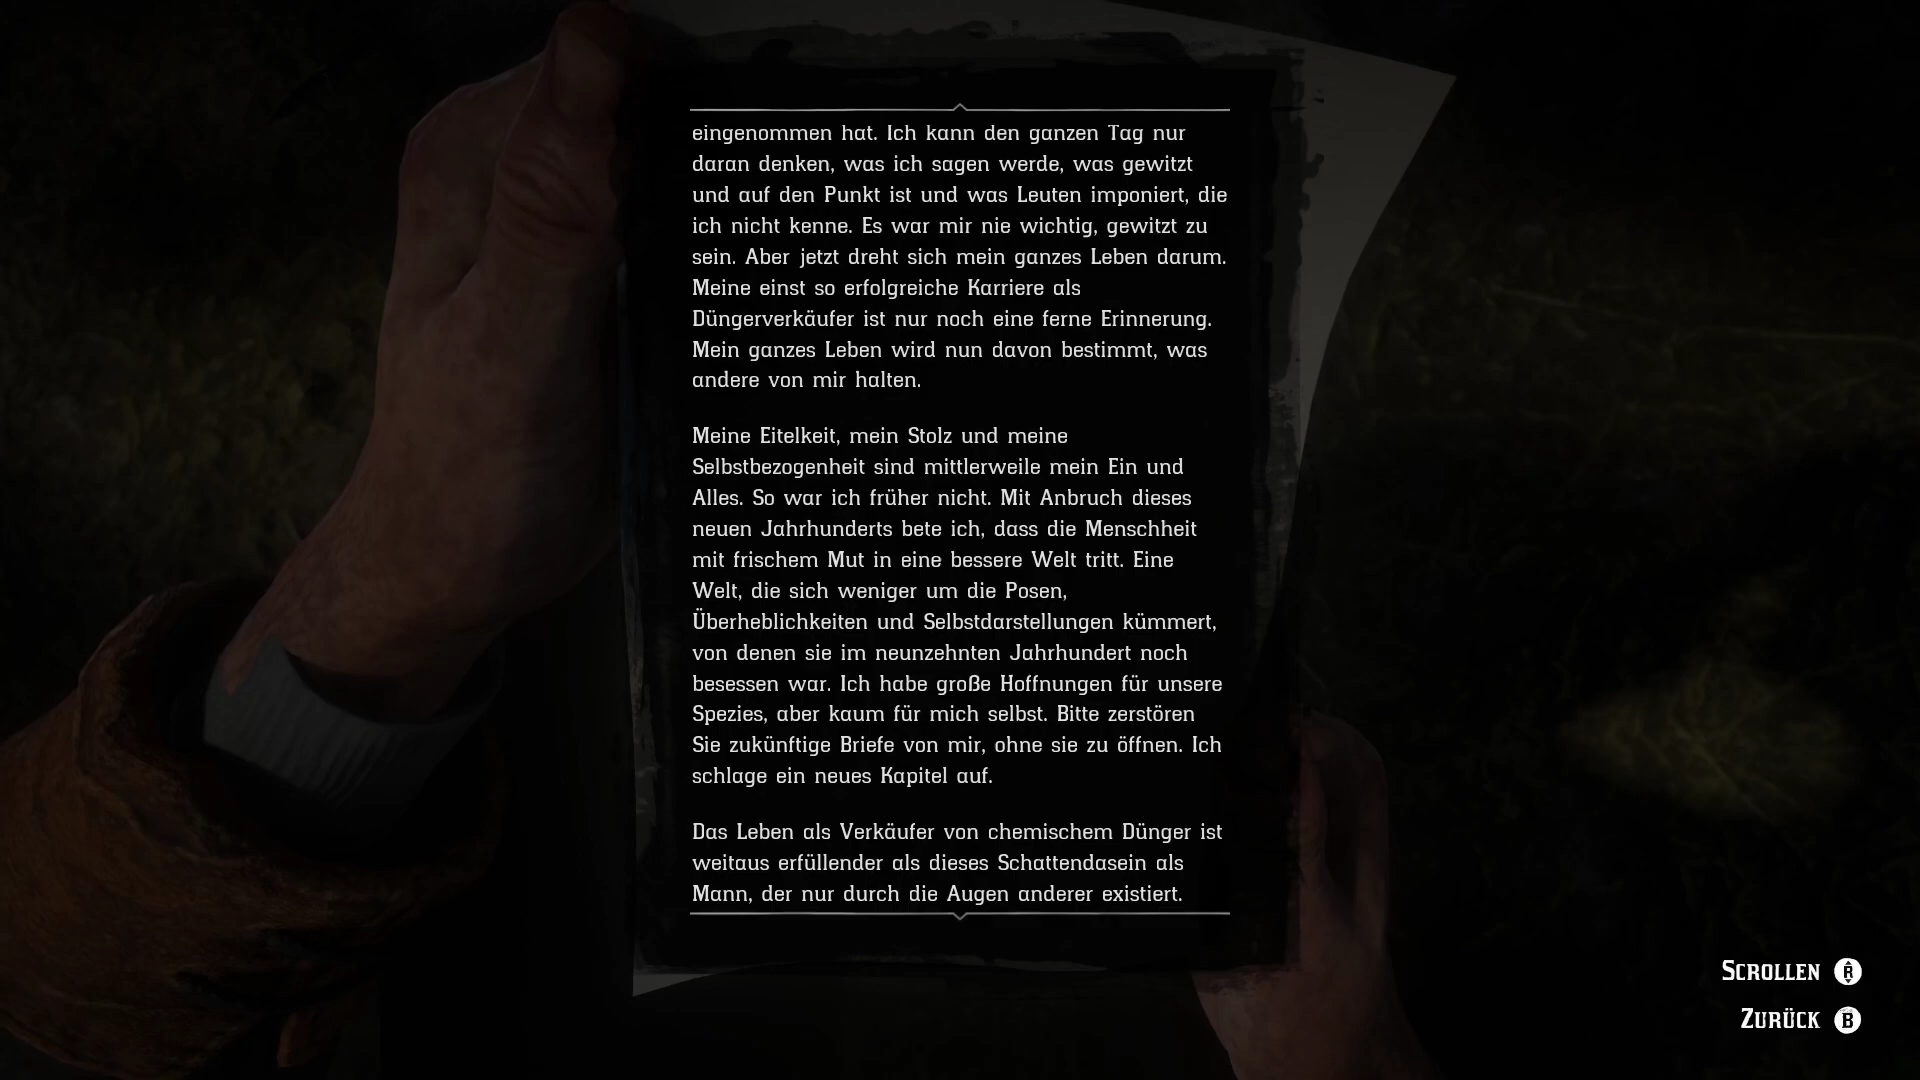 eingenommen hat. Ich kann den ganzen Tag nur
daran denken, was ich sagen werde, was gewitzt
und auf den Punkt ist und was Leuten imponiert, die
ich nicht kenne. Es war mir nie wichtig, gewitzt zu
sein. Aber jetzt dreht sich mein ganzes Leben darum.
Meine einst so erfolgreiche Karriere als
Düngerverkäufer ist nur noch eine ferne Erinnerung.
Mein ganzes Leben wird nun davon bestimmt, was
andere von mir halten.
Meine Eitelkeit, mein Stolz und meine
Selbstbezogenheit sind mittlerweile mein Ein und
Alles. So war ich früher nicht. Mit Anbruch dieses
neuen Jahrhunderts bete ich, dass die Menschheit
mit frischem Mut in eine bessere Welt tritt. Eine
Welt, die sich weniger um die Posen,
Überheblichkeiten und Selbstdarstellungen kümmert,
von denen sie im neunzehnten Jahrhundert noch
besessen war. Ich habe große Hoffnungen für unsere
Spezies, aber kaum für mich selbst. Bitte zerstören
Sie zukünftige Briefe von mir, ohne sie zu öffnen. Ich
schlage ein neues Kapitel auf.
Das Leben als Verkäufer von chemischem Dünger ist
weitaus erfüllender als dieses Schattendasein als
Mann, der nur durch die Augen anderer existiert.
Scrollen R
Zurück B